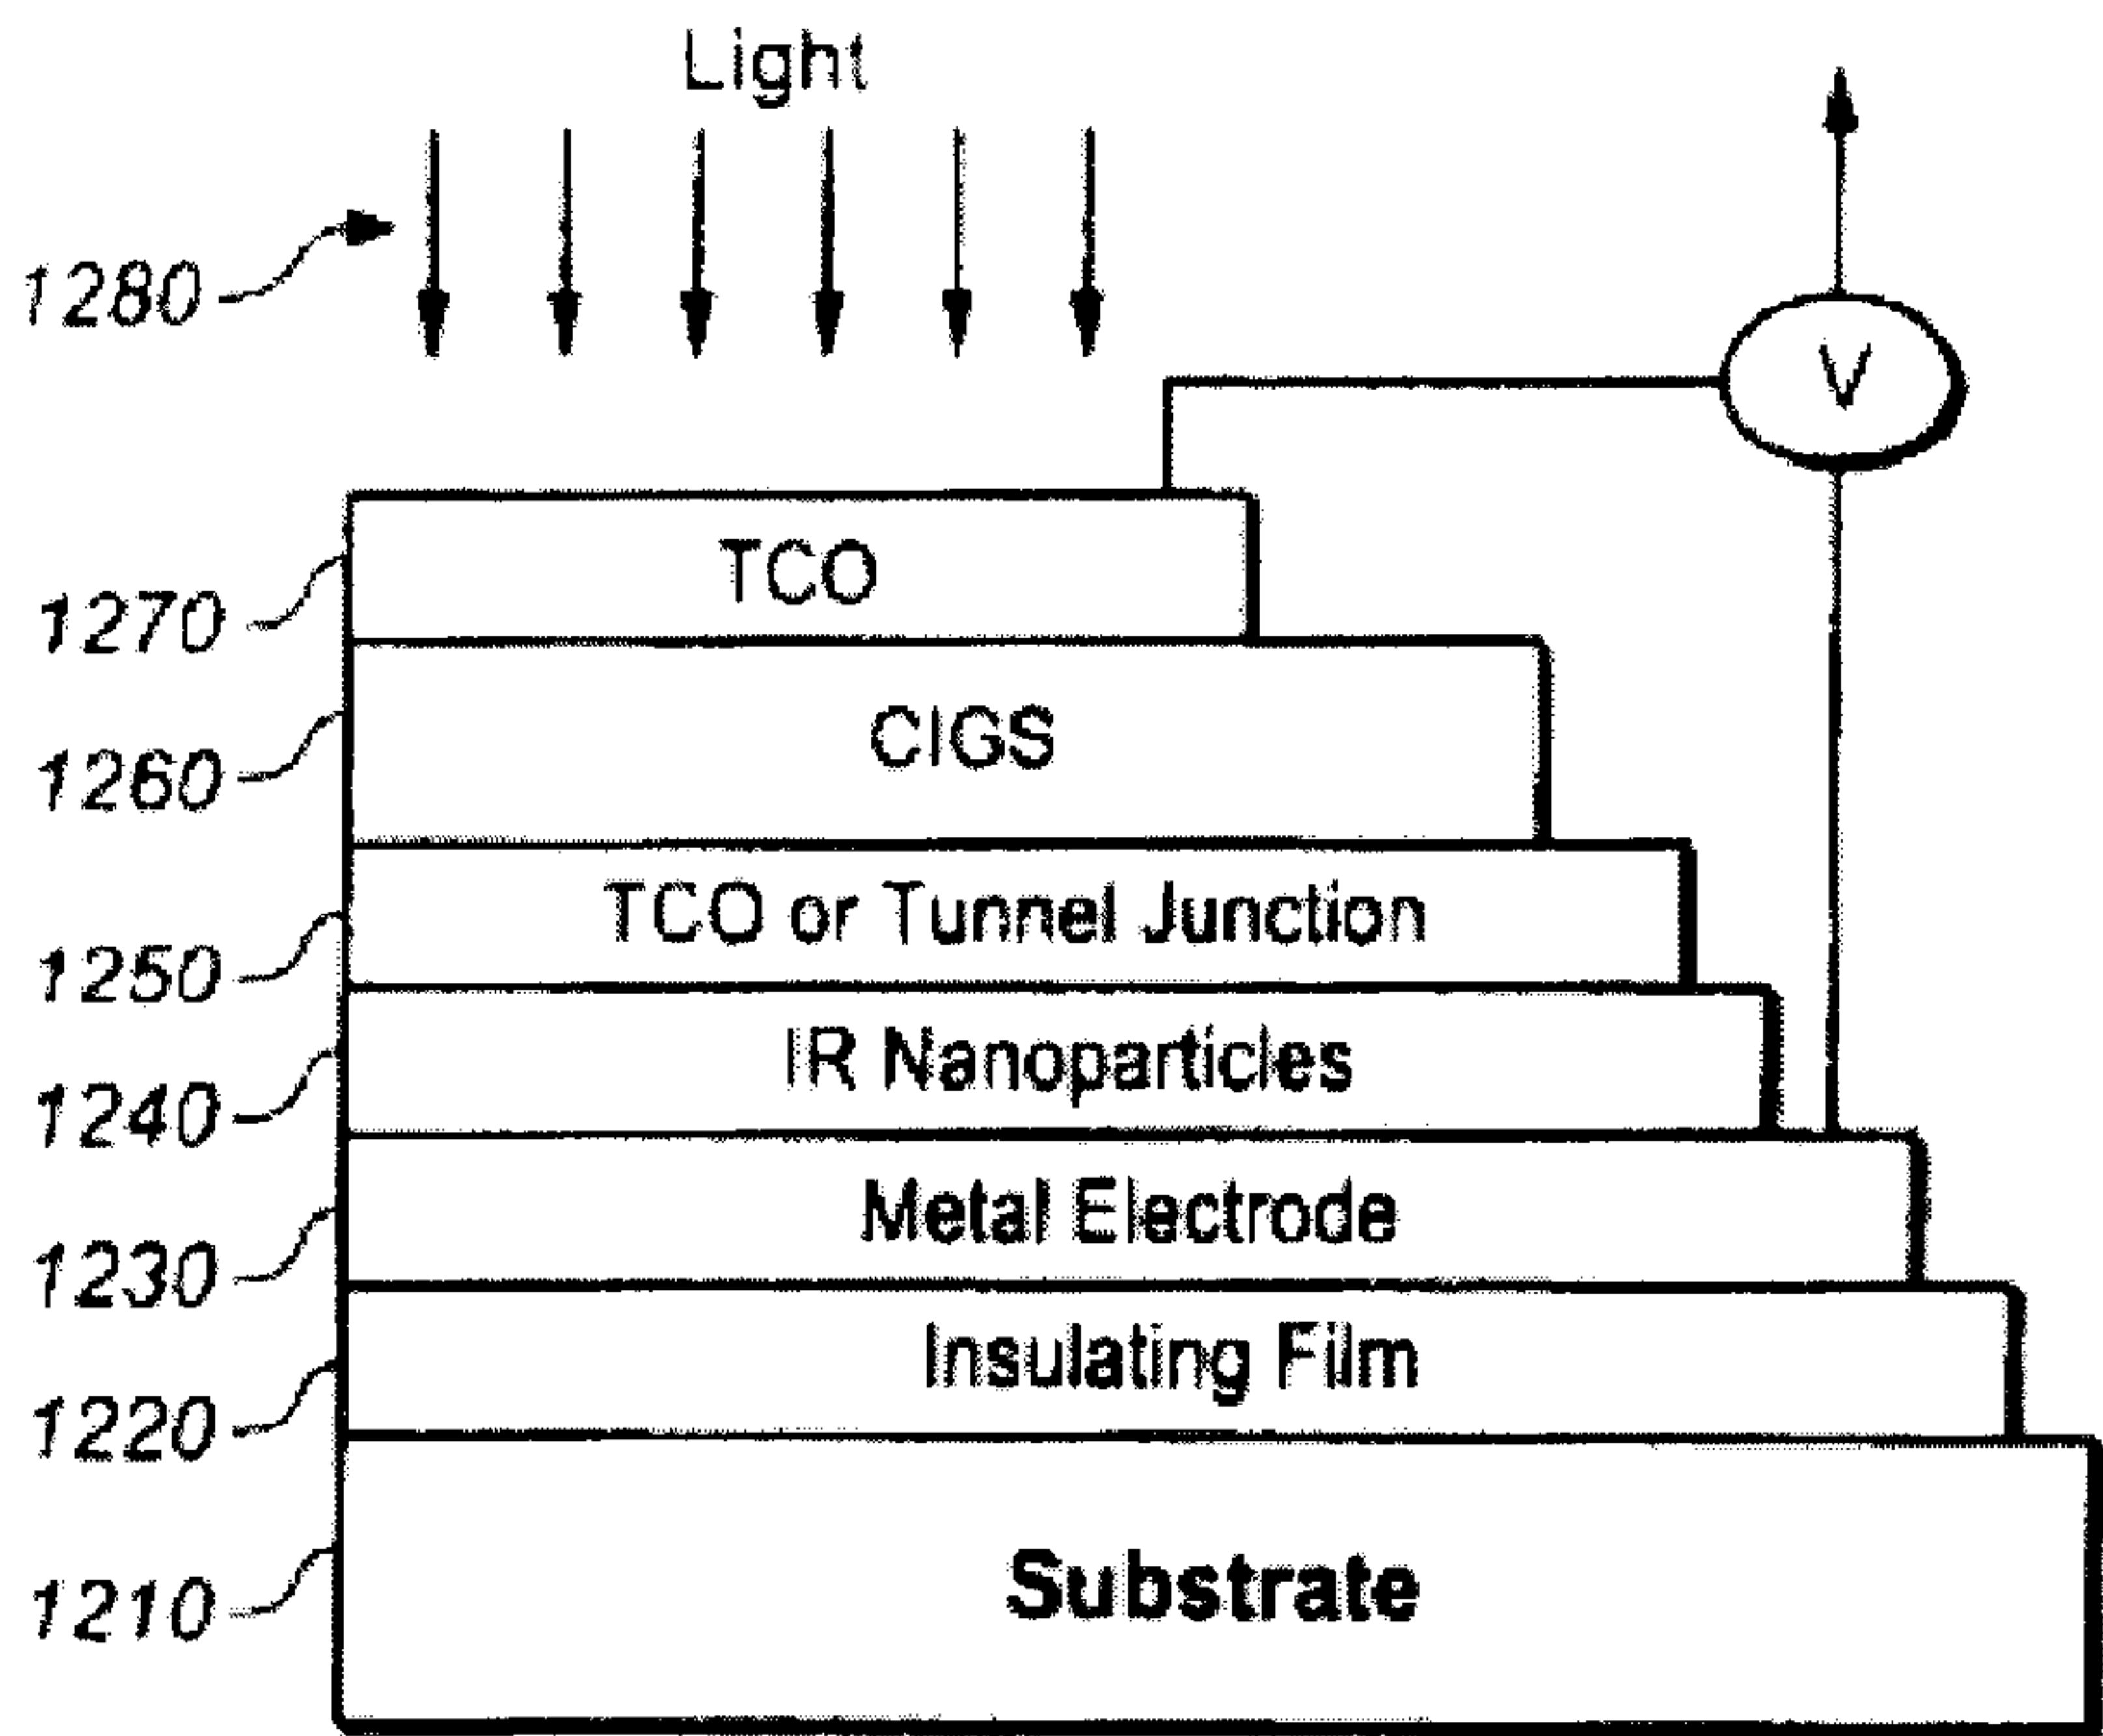 Light
1280
V
TCO
1270
CIGS
1260
TCO or Tunnel Junction
1250
IR Nanoparticles
1240
Metal Electrode
1230
Insulating Film
1220
Substrate
1210